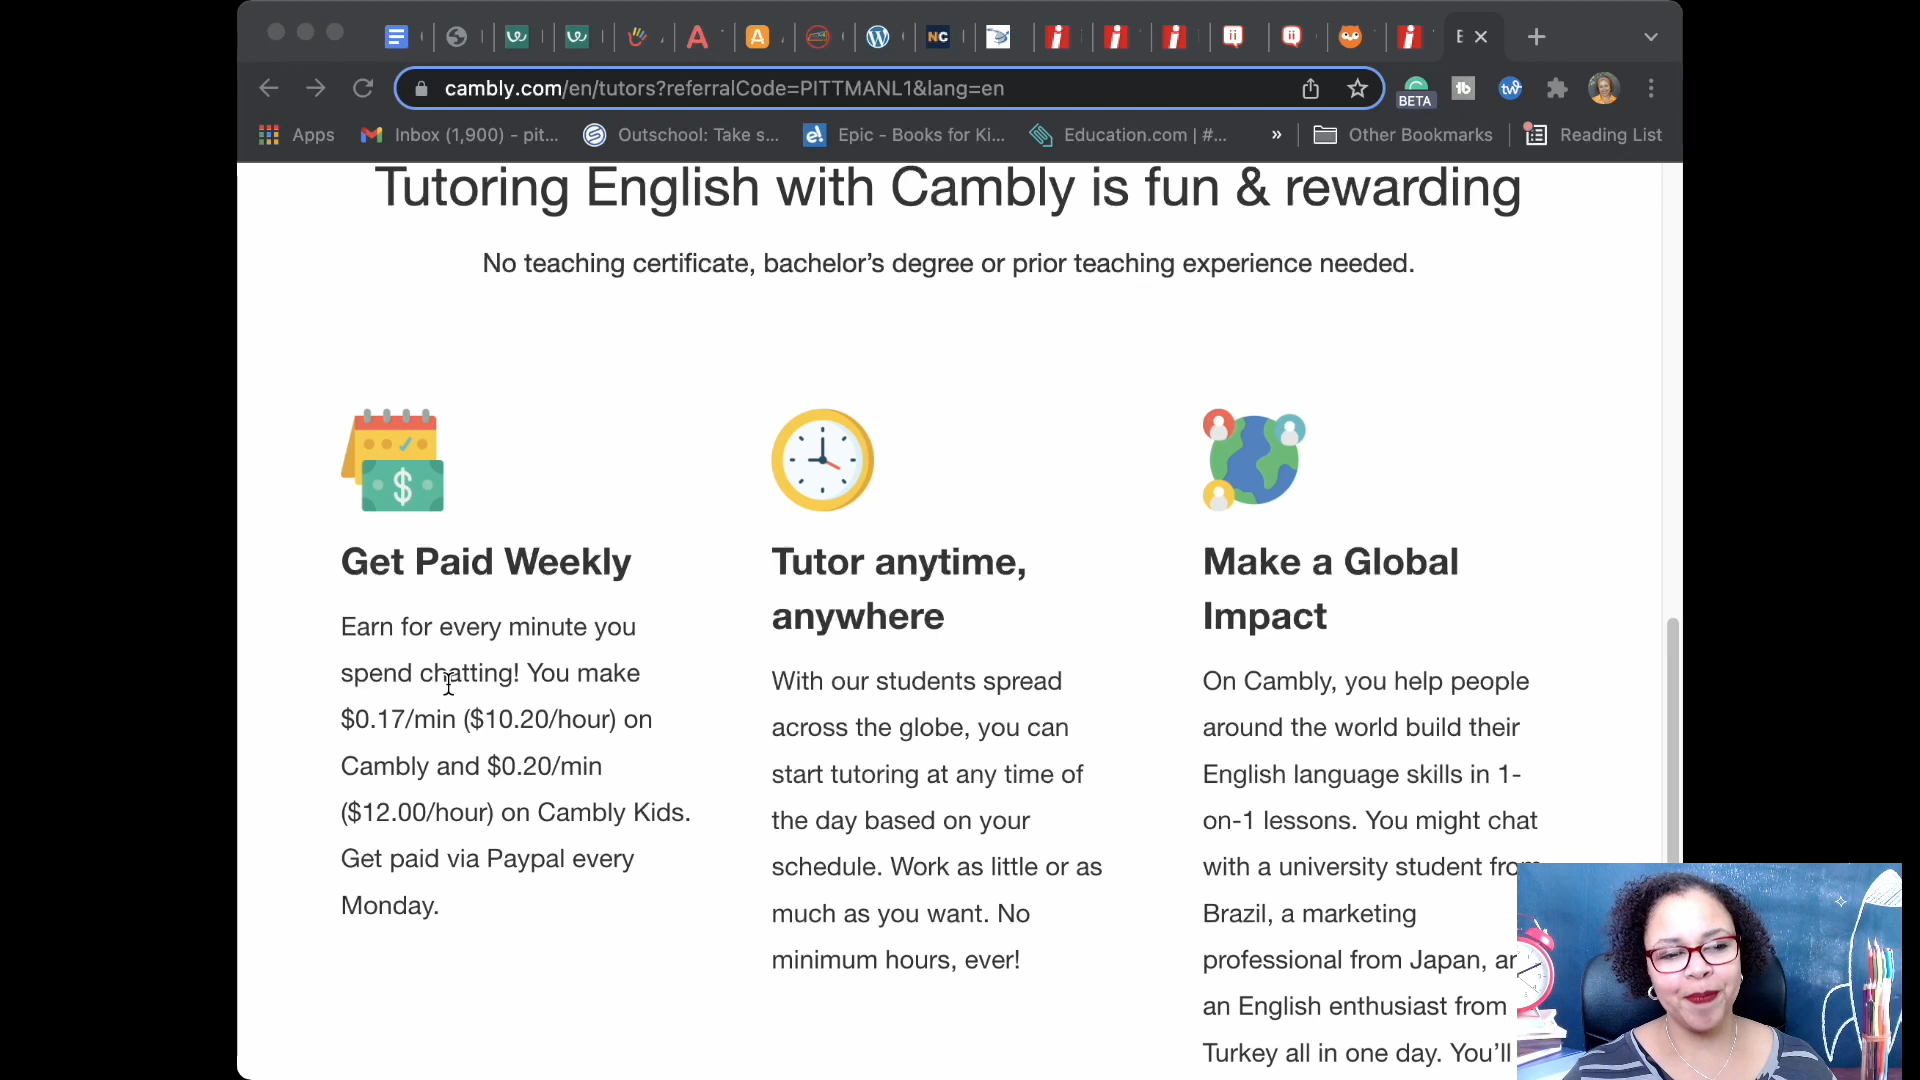 cambly.com/en/tutors?referralCode=PITTMANL1&lang=en
BETA
Apps
Inbox (1,900) - pit...
Outschool: Take s...
Epic - Books for Ki...
Education.com | #...
»
Other Bookmarks
Reading List
Tutoring English with Cambly is fun & rewarding
No teaching certificate, bachelor’s degree or prior teaching experience needed.
Get Paid Weekly
Earn for every minute you
spend chatting! You make
$0.17/min ($10.20/hour) on
Cambly and $0.20/min
($12.00/hour) on Cambly Kids.
Get paid via Paypal every
Monday.
Tutor anytime,
anywhere
With our students spread
across the globe, you can
start tutoring at any time of
the day based on your
schedule. Work as little or as
much as you want. No
minimum hours, ever!
Make a Global
Impact
On Cambly, you help people
around the world build their
English language skills in 1-
on-1 lessons. You might chat
with a university student from
Brazil, a marketing
professional from Japan,
an English enthusiast from
Turkey all in one day. You’ll